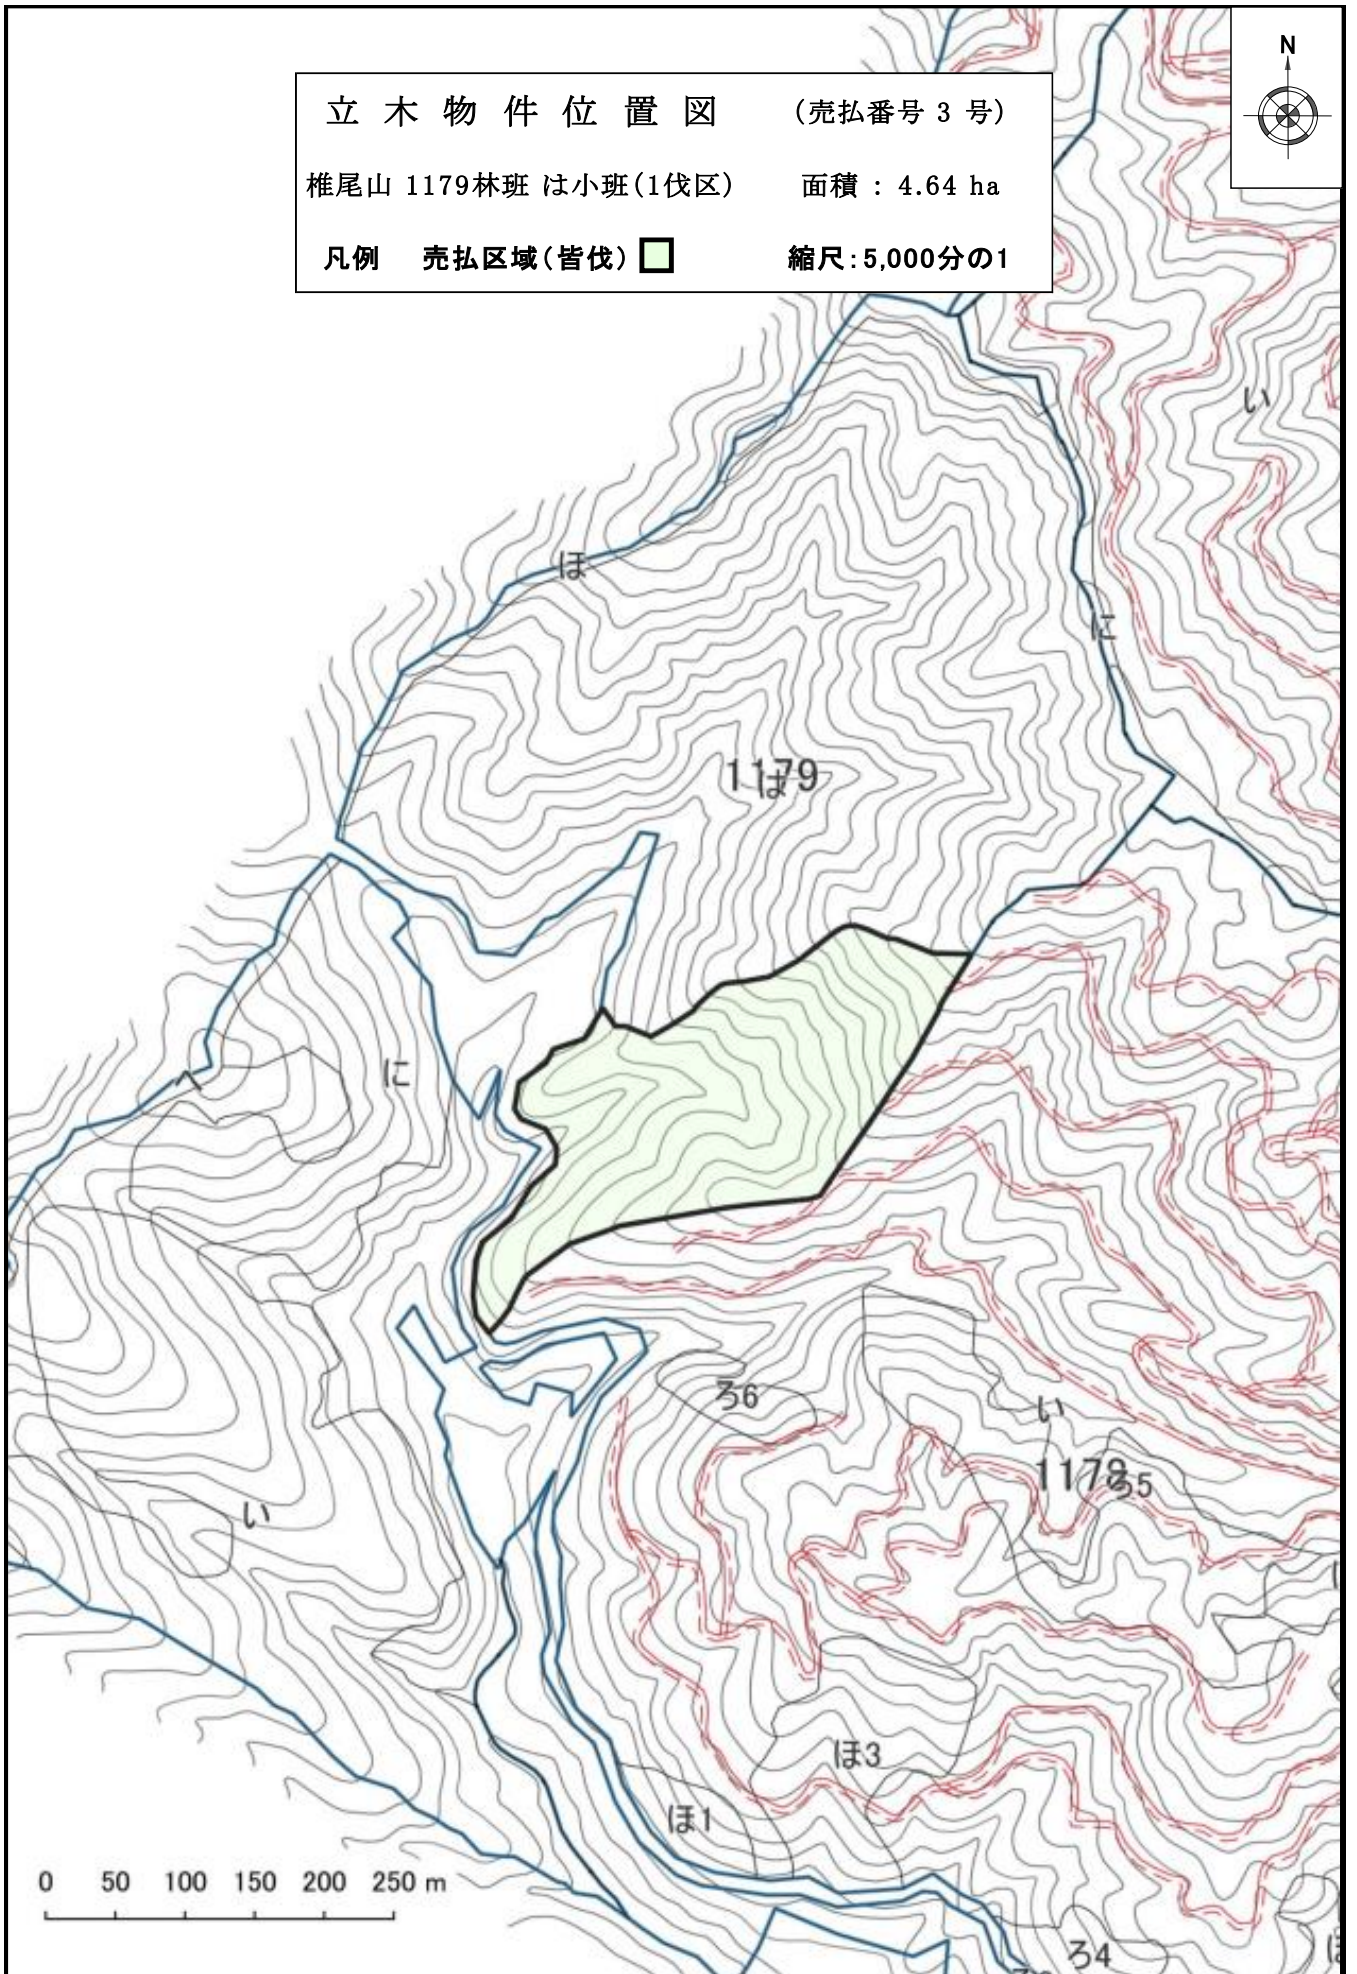 N
立木物件位置図 (売払番号 3 号)
椎尾山 1179林班 は小班(1伐区) 面積 : 4.64 ha
凡例 売払区域(皆伐) 縮尺:5,000分の1
い
ほ
に
1179
は
に
へ
ろ6
い
1178
ろ5
い
ほ3
ほ1
0 50 100 150 200 250 m
ろ4